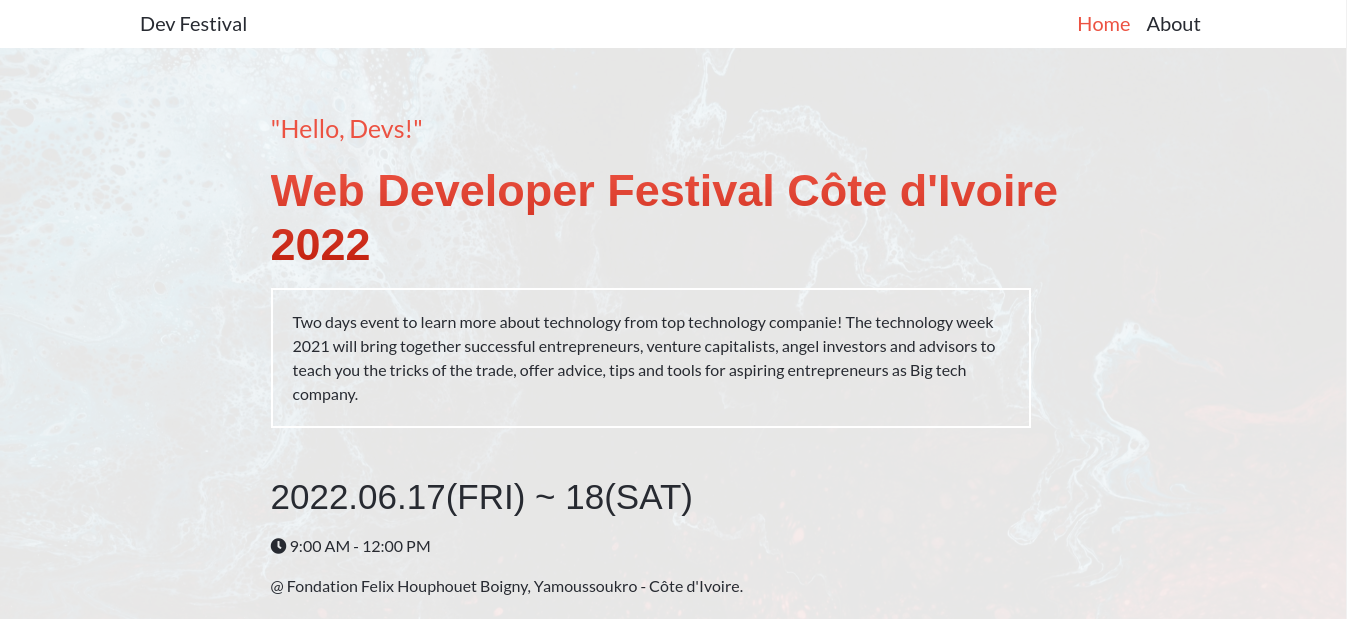 Dev Festival Home About
"Hello, Devs!"
Web Developer Festival Côte d'Ivoire
2022
Two days event to learn more about technology from top technology companie! The technology week
2021 will bring together successful entrepreneurs, venture capitalists, angel investors and advisors to
teach you the tricks of the trade, offer advice, tips and tools for aspiring entrepreneurs as Big tech
company.
2022.06.17(FRI) ~ 18(SAT)
9:00 AM - 12:00 PM
@ Fondation Felix Houphouet Boigny, Yamoussoukro - Côte d'Ivoire.